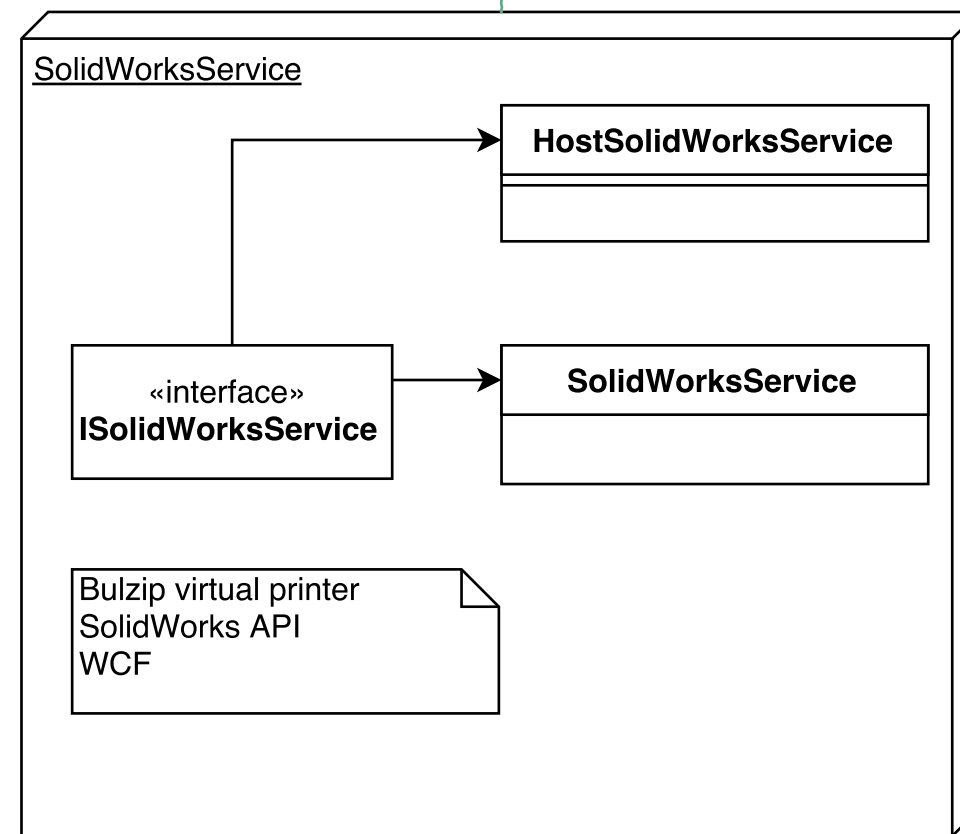 SolidWorksService
HostSolidWorksService
«interface»
ISolidWorksService
SolidWorksService
Bulzip virtual printer
SolidWorks API
WCF